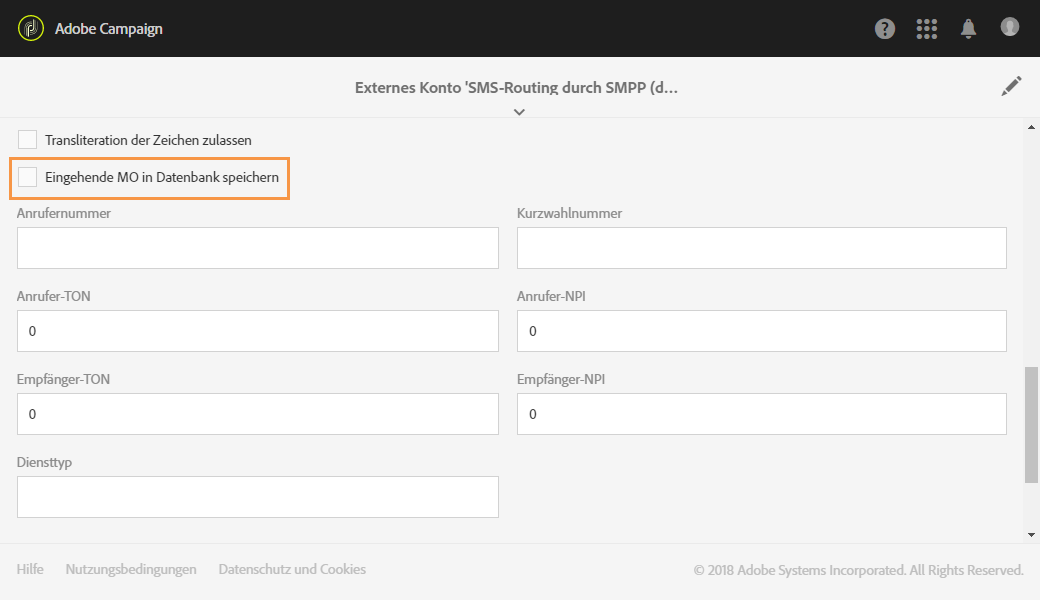 Adobe Campaign
Externes Konto 'SMS-Routing durch SMPP (d...
Transliteration der Zeichen zulassen
Eingehende MO in Datenbank speichern
Anrufernummer
Kurzwahlnummer
Anrufer-TON
Anrufer-NPI
0
0
Empfänger-TON
Empfänger-NPI
0
0
Diensttyp
Hilfe Nutzungsbedingungen Datenschutz und Cookies
© 2018 Adobe Systems Incorporated. All Rights Reserved.